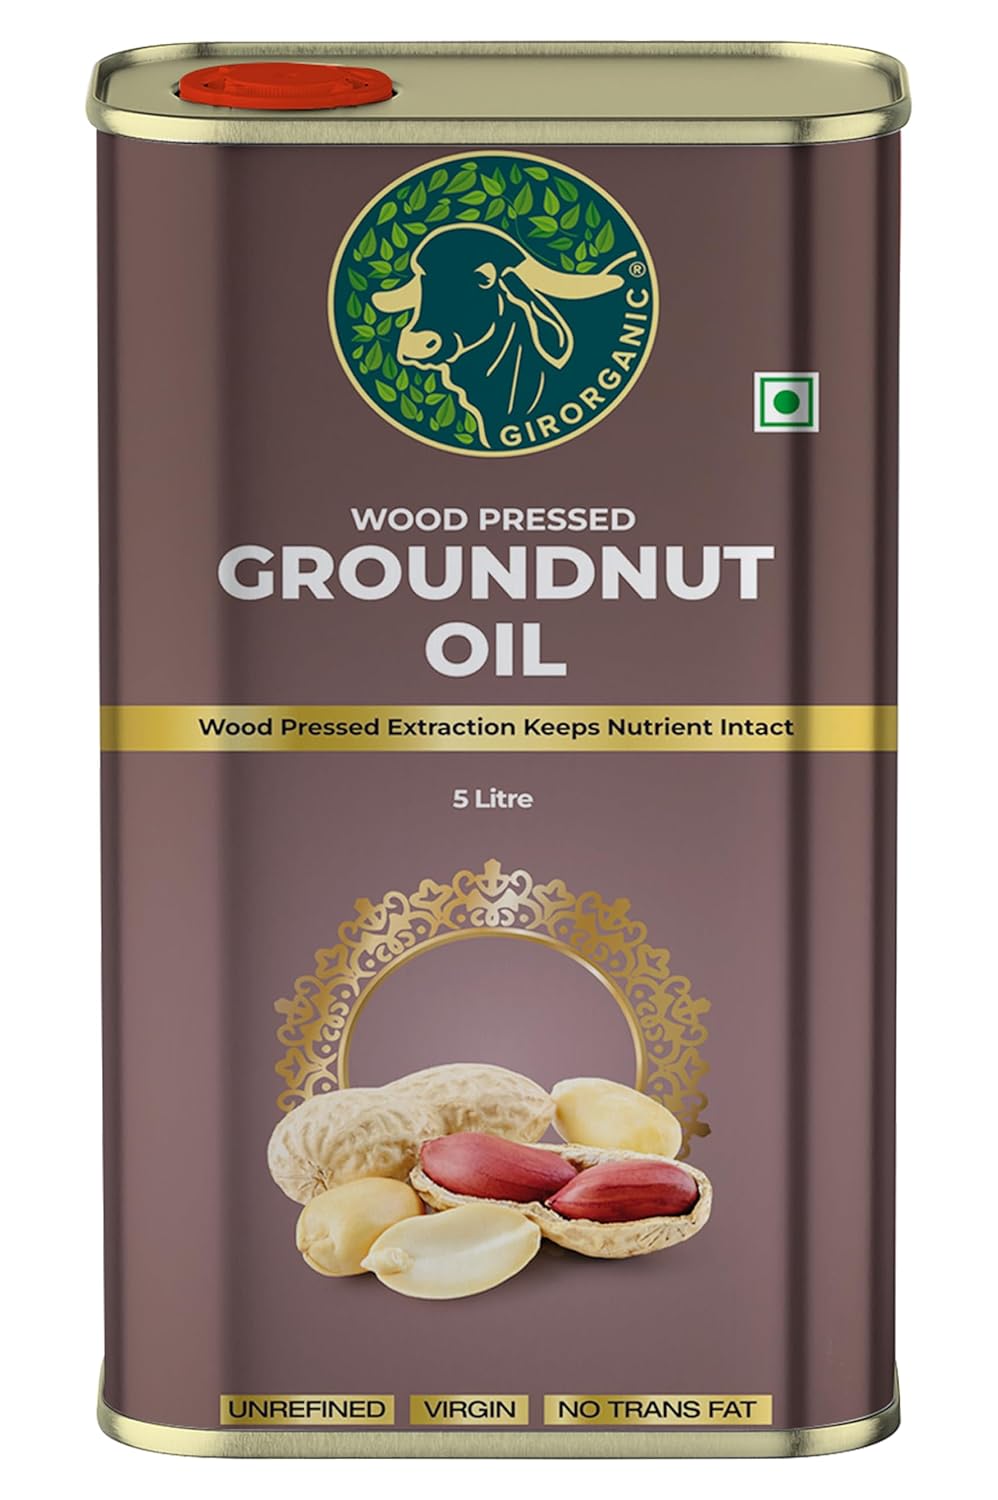 GIRORGANIC®
WOOD PRESSED
GROUNDNUT
OIL
Wood Pressed Extraction Keeps Nutrient Intact
5 Litre
UNREFINED VIRGIN NO TRANS FAT